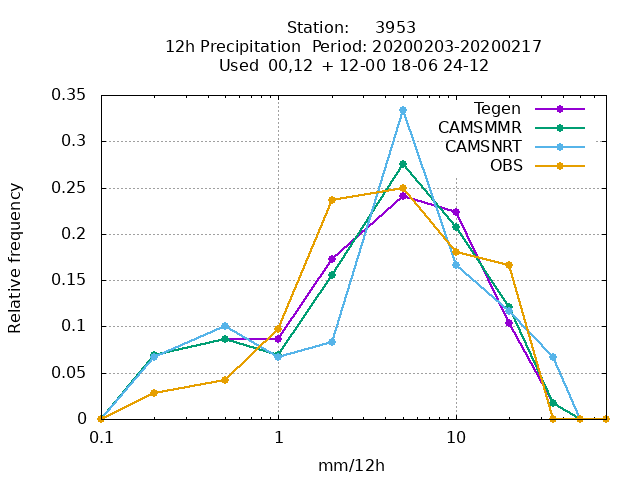 Station: 3953
12h Precipitation Period: 20200203-20200217
Used 00,12 + 12-00 18-06 24-12
0.35
0.3
0.25
0.2
0.15
0.1
0.05
0
Relative frequency
Tegen
CAMSMMR
CAMSNRT
OBS
0.1 1 10
mm/12h